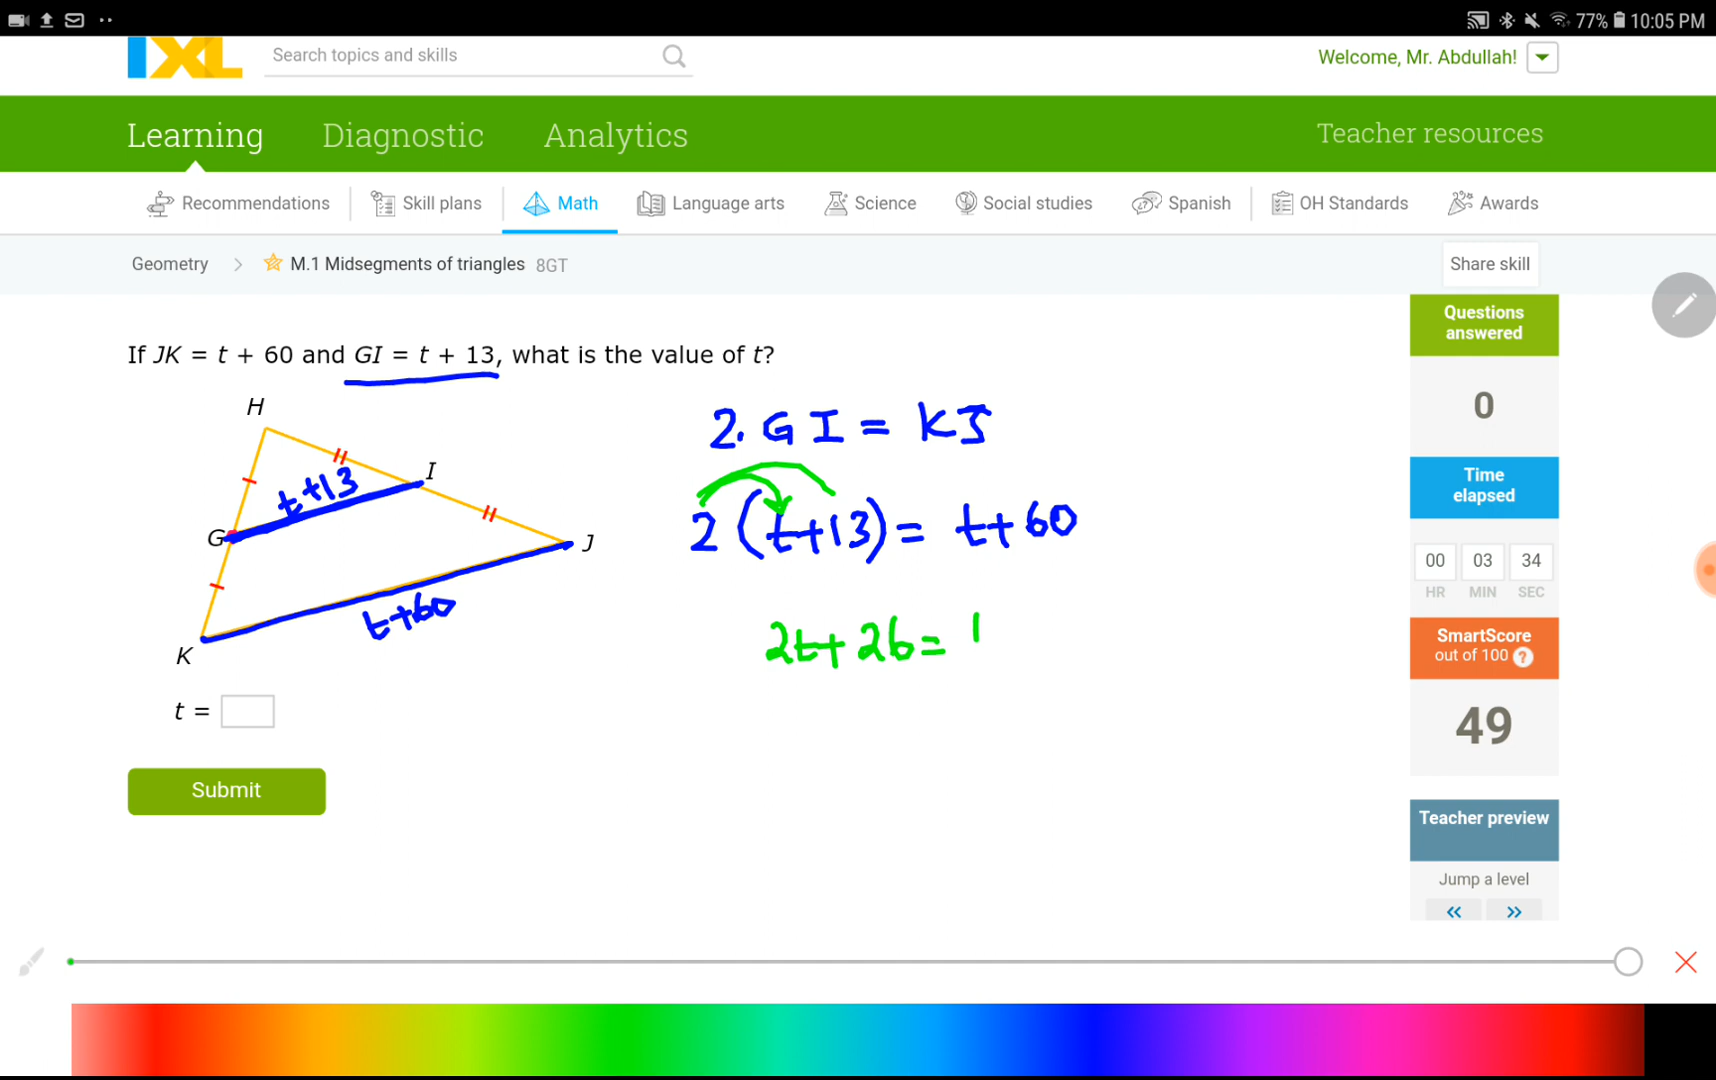 77% 10:05 PM
IXL Search topics and skills Welcome, Mr. Abdullah!
Learning Diagnostic Analytics Teacher resources
Recommendations Skill plans Math Language arts Science Social studies Spanish OH Standards Awards
Geometry > M.1 Midsegments of triangles 8GT Share skill
If JK = t + 60 and GI = t + 13, what is the value of t?
H
I
G
J
K
t+13
t+60
2. GI = KJ
2(t+13) = t+60
2t+26=
t =
Submit
Questions
answered
0
Time
elapsed
00 03 34
HR MIN SEC
SmartScore
out of 100 ?
49
Teacher preview
Jump a level
« »